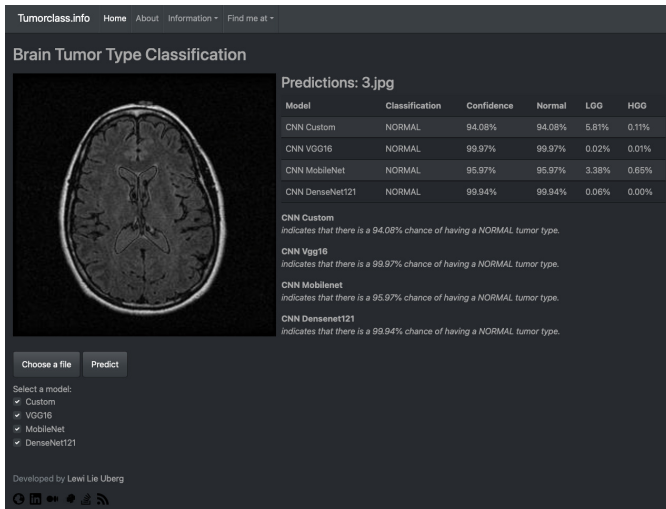 Tumorclass.info Home About Information Find me at
Brain Tumor Type Classification
Predictions: 3.jpg
Model Classification Confidence Normal LGG HGG
CNN Custom NORMAL 94.08% 94.08% 5.81% 0.11%
CNN VGG16 NORMAL 99.97% 99.97% 0.02% 0.01%
CNN MobileNet NORMAL 95.97% 95.97% 3.38% 0.65%
CNN DenseNet121 NORMAL 99.94% 99.94% 0.06% 0.00%
CNN Custom
indicates that there is a 94.08% chance of having a NORMAL tumor type.
CNN Vgg16
indicates that there is a 99.97% chance of having a NORMAL tumor type.
CNN Mobilenet
indicates that there is a 95.97% chance of having a NORMAL tumor type.
CNN Densenet121
indicates that there is a 99.94% chance of having a NORMAL tumor type.
Choose a file Predict
Select a model:
Custom
VGG16
MobileNet
DenseNet121
Developed by Lewi Lie Uberg